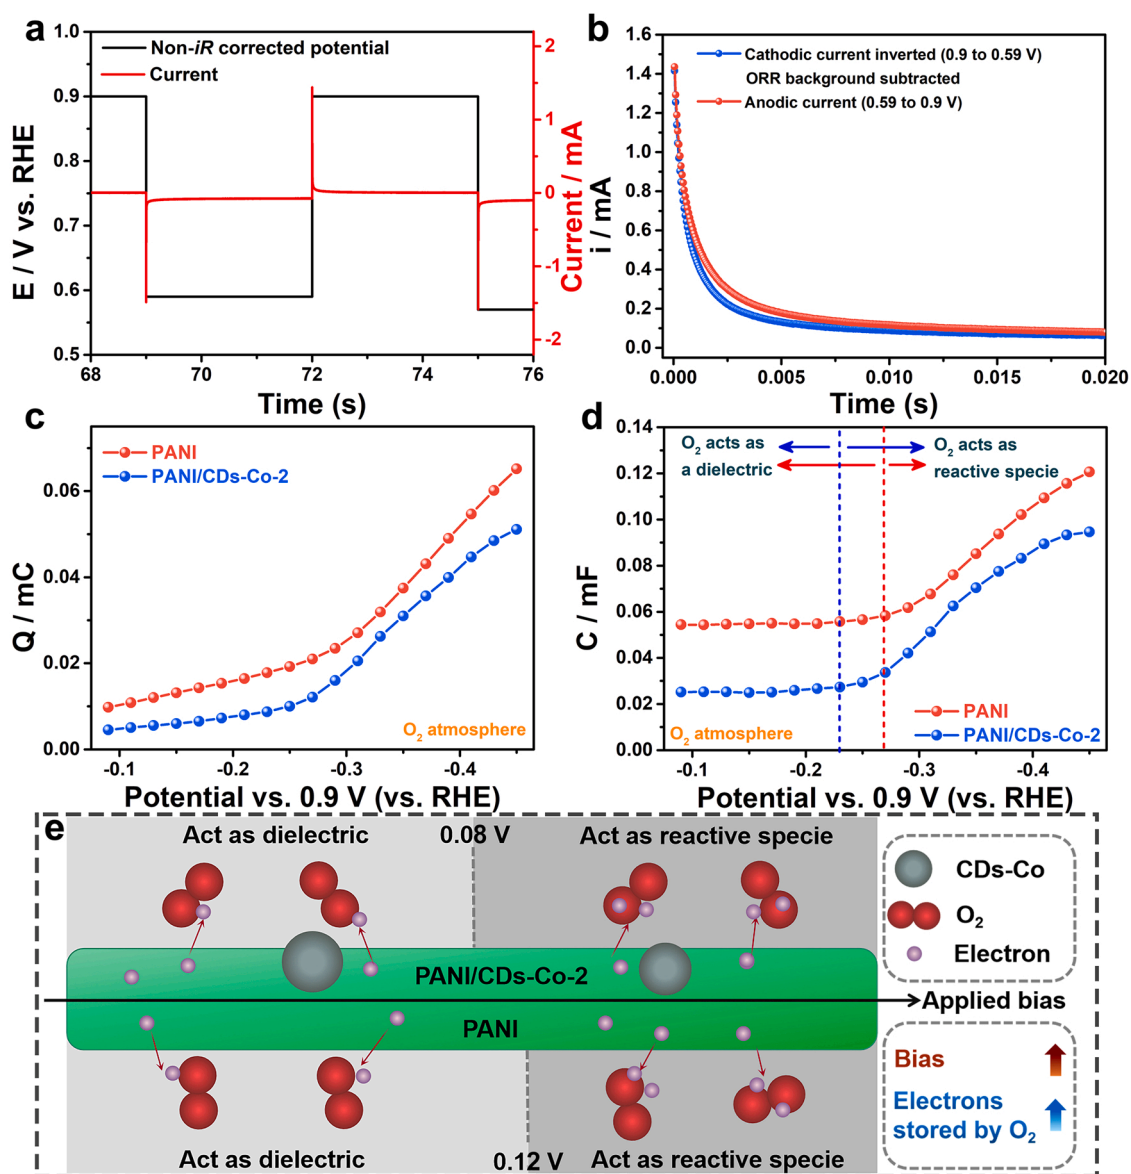 a
Non-iR corrected potential
Current
E / V vs. RHE
1.0
0.9
0.8
0.7
0.6
0.5
68
70
72
74
76
Time (s)
2
1
0
-1
-2
Current / mA
b
Cathodic current inverted (0.9 to 0.59 V)
ORR background subtracted
Anodic current (0.59 to 0.9 V)
i / mA
1.6
1.4
1.2
1.0
0.8
0.6
0.4
0.2
0.0
0.000
0.005
0.010
0.015
0.020
Time (s)
c
PANI
PANI/CDs-Co-2
Q / mC
0.06
0.04
0.02
0.00
O2 atmosphere
-0.1
-0.2
-0.3
-0.4
Potential vs. 0.9 V (vs. RHE)
d
O2 acts as
a dielectric
O2 acts as
reactive specie
C / mF
0.14
0.12
0.10
0.08
0.06
0.04
0.02
0.00
PANI
PANI/CDs-Co-2
O2 atmosphere
-0.1
-0.2
-0.3
-0.4
Potential vs. 0.9 V (vs. RHE)
e
Act as dielectric
0.08 V
Act as reactive specie
PANI/CDs-Co-2
PANI
Applied bias
Act as dielectric
0.12 V
Act as reactive specie
CDs-Co
O2
Electron
Bias
Electrons
stored by O2